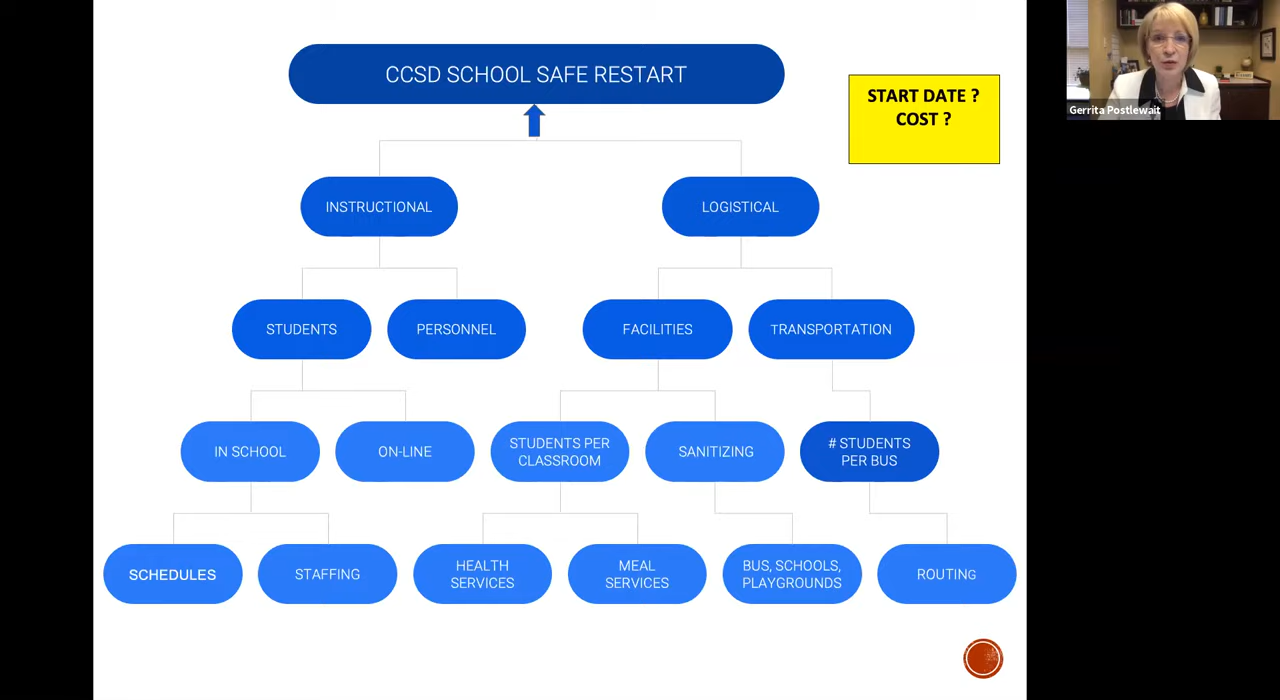 CCSD SCHOOL SAFE RESTART
START DATE ?
COST ?
Gerrita Postlewait
INSTRUCTIONAL
LOGISTICAL
STUDENTS
PERSONNEL
FACILITIES
TRANSPORTATION
IN SCHOOL
ON-LINE
STUDENTS PER
CLASSROOM
SANITIZING
# STUDENTS
PER BUS
SCHEDULES
STAFFING
HEALTH
SERVICES
MEAL
SERVICES
BUS, SCHOOLS,
PLAYGROUNDS
ROUTING